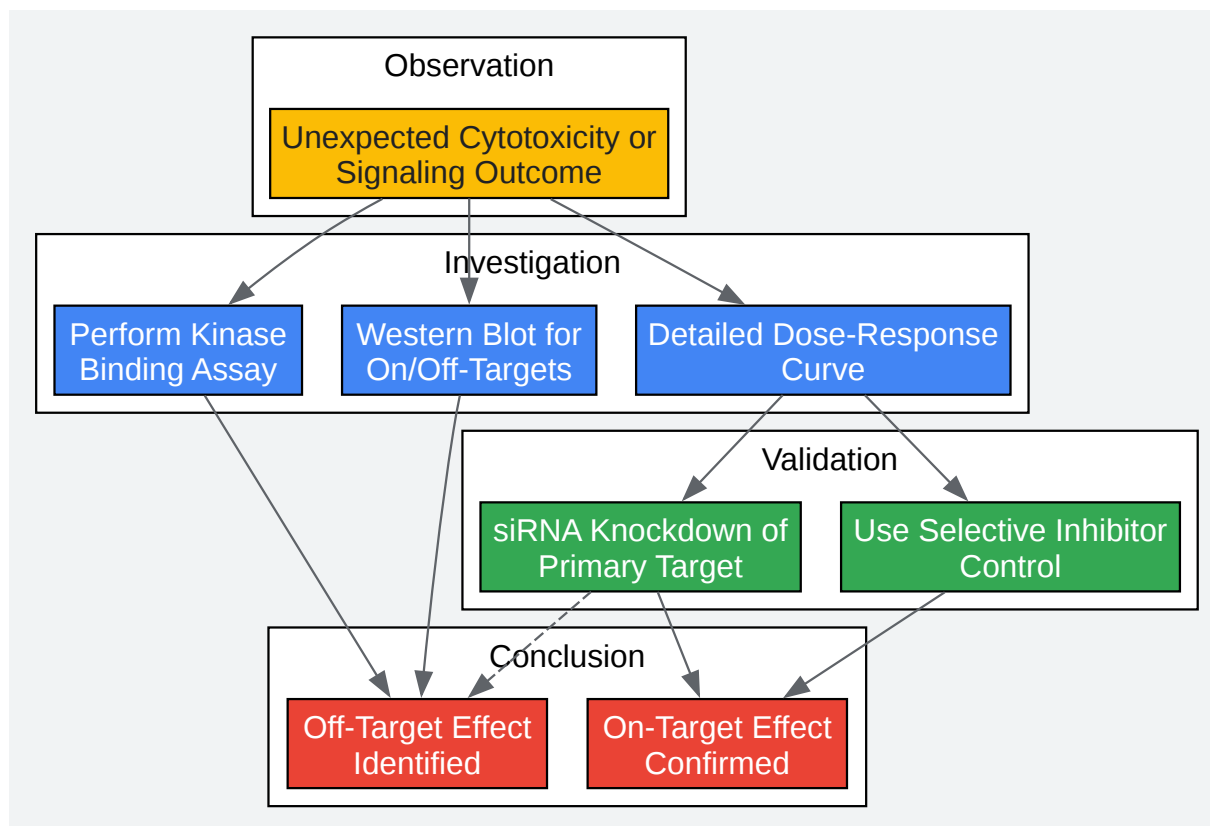 Observation
Unexpected Cytotoxicity or
Signaling Outcome
Investigation
Perform Kinase
Binding Assay
Western Blot for
On/Off-Targets
Detailed Dose-Response
Curve
Validation
siRNA Knockdown of
Primary Target
Use Selective Inhibitor
Control
Conclusion
Off-Target Effect
Identified
On-Target Effect
Confirmed